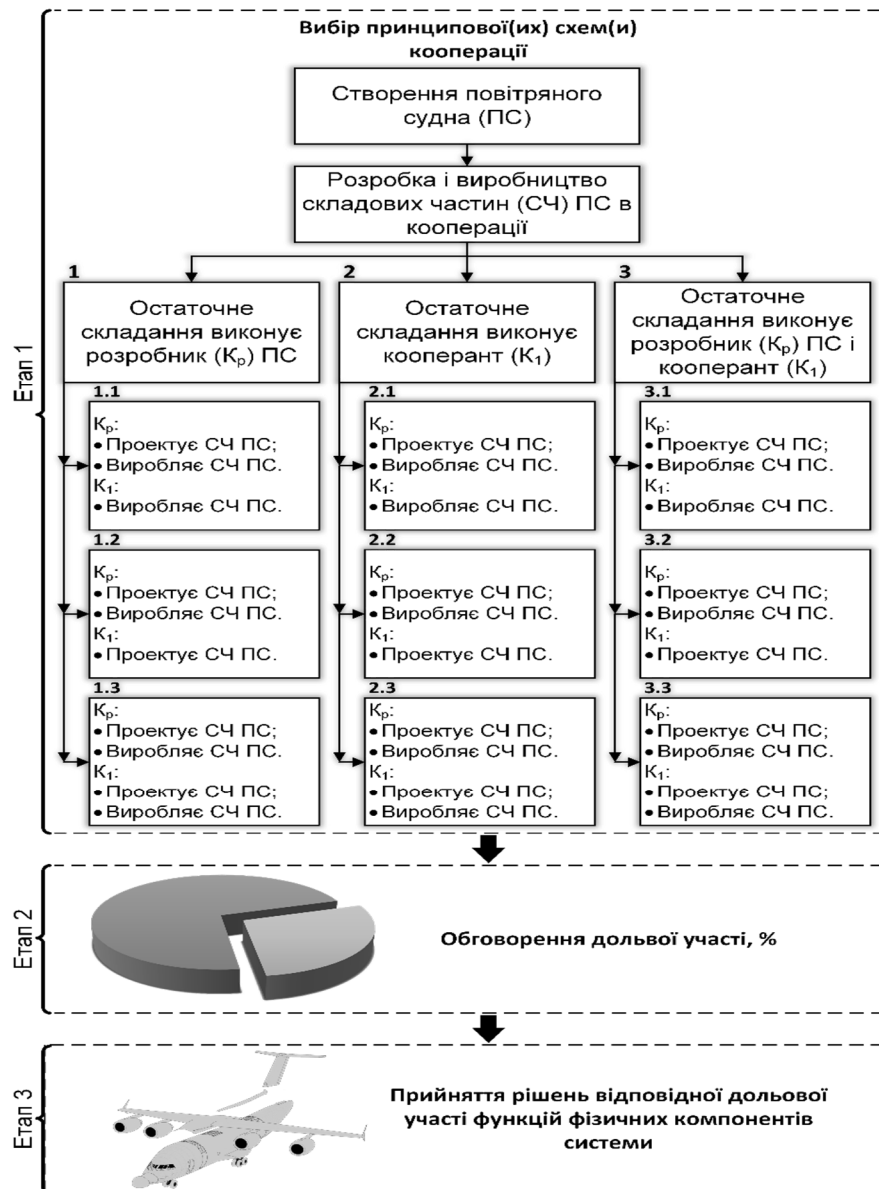 Вибір принципової(их) схем(и)
кооперації
Створення повітряного
судна (ПС)
Розробка і виробництво
складових частин (СЧ) ПС в
кооперації
Етап 1
1
Остаточне
складання виконує
розробник (Кр) ПС
1.1
Кр:
• Проектує СЧ ПС;
• Виробляє СЧ ПС.
К1:
• Виробляє СЧ ПС.
1.2
Кр:
• Проектує СЧ ПС;
• Виробляє СЧ ПС.
К1:
• Проектує СЧ ПС.
1.3
Кр:
• Проектує СЧ ПС;
• Виробляє СЧ ПС.
К1:
• Проектує СЧ ПС;
• Виробляє СЧ ПС.
2
Остаточне
складання виконує
кооперант (К1)
2.1
Кр:
• Проектує СЧ ПС;
• Виробляє СЧ ПС.
К1:
• Виробляє СЧ ПС.
2.2
Кр:
• Проектує СЧ ПС;
• Виробляє СЧ ПС.
К1:
• Проектує СЧ ПС.
2.3
Кр:
• Проектує СЧ ПС;
• Виробляє СЧ ПС.
К1:
• Проектує СЧ ПС;
• Виробляє СЧ ПС.
3
Остаточне
складання виконує
розробник (Кр) ПС і
кооперант (К1)
3.1
Кр:
• Проектує СЧ ПС;
• Виробляє СЧ ПС.
К1:
• Виробляє СЧ ПС.
3.2
Кр:
• Проектує СЧ ПС;
• Виробляє СЧ ПС.
К1:
• Проектує СЧ ПС.
3.3
Кр:
• Проектує СЧ ПС;
• Виробляє СЧ ПС.
К1:
• Проектує СЧ ПС;
• Виробляє СЧ ПС.
Етап 2
Обговорення дольвої участі, %
Етап 3
Прийняття рішень відповідної дольової
участі функцій фізичних компонентів
системи